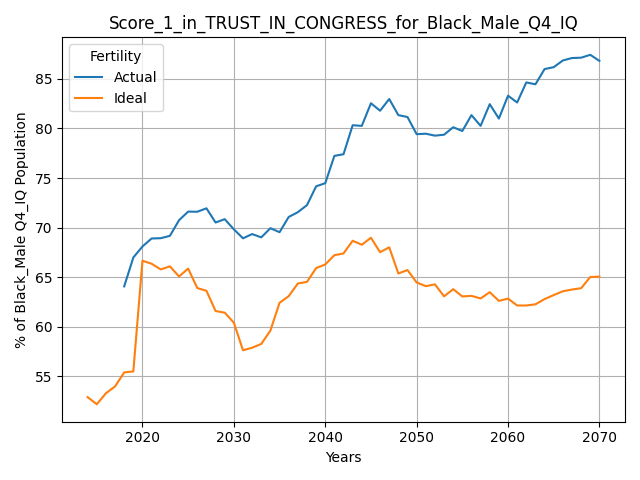 Score_1_in_TRUST_IN_CONGRESS_for_Black_Male_Q4_IQ
Fertility
Actual
Ideal
% of Black_Male Q4_IQ Population
85
80
75
70
65
60
55
2020
2030
2040
2050
2060
2070
Years